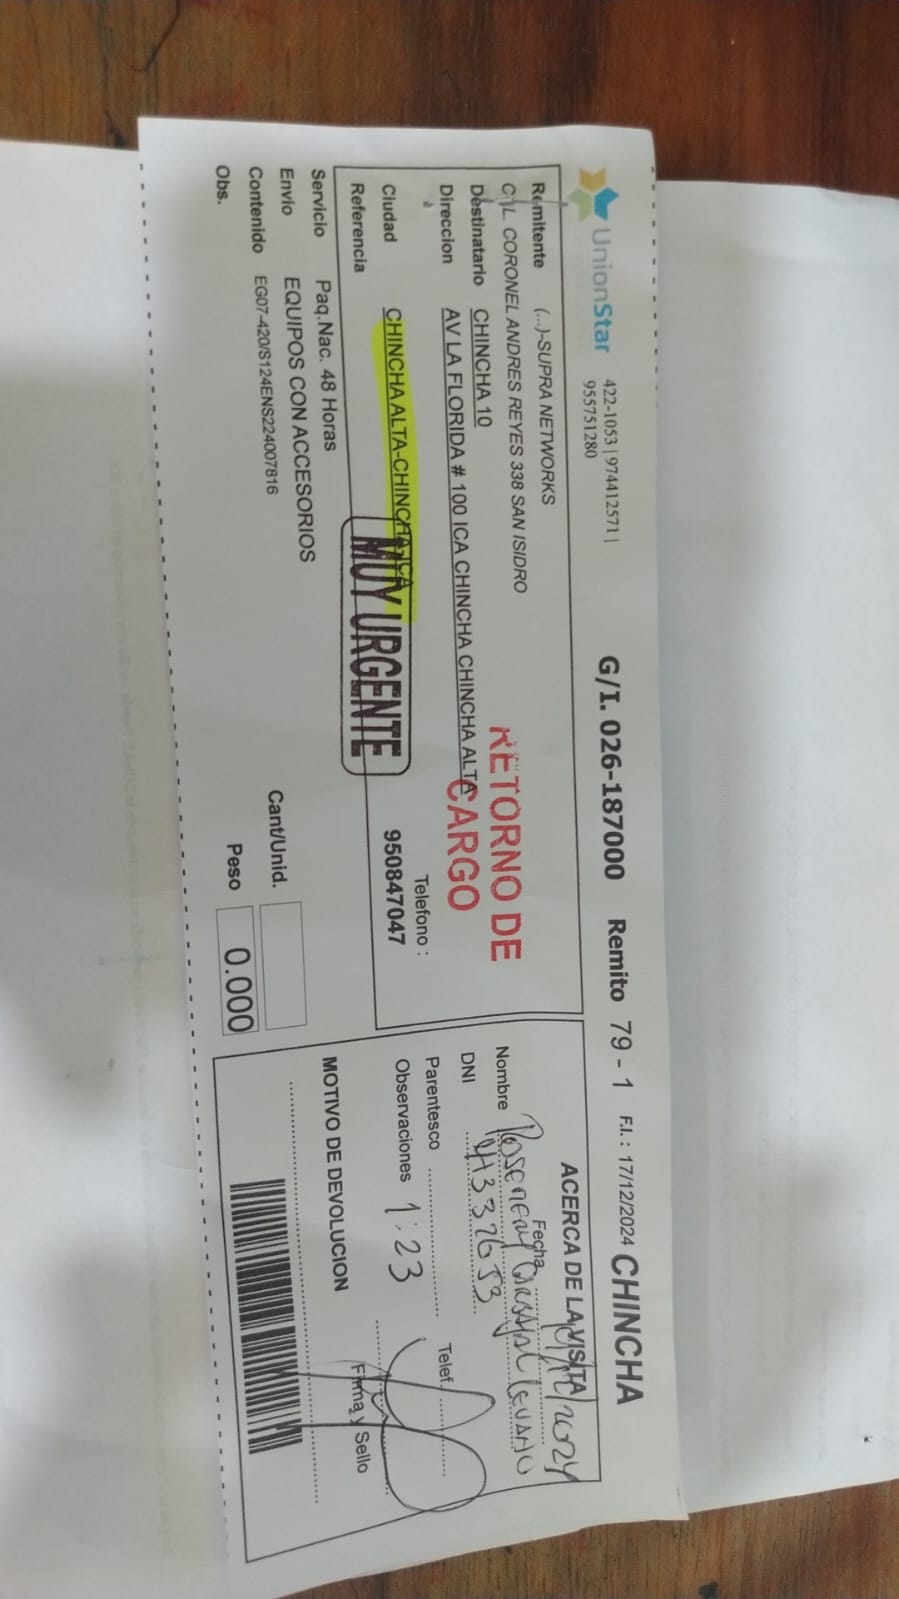 UnionStar
422-1053 | 974412571 |
955751280
G/I. 026-187000 Remito 79 - 1 F.I. : 17/12/2024 CHINCHA
Remitente (...)-SUPRA NETWORKS
CORONEL ANDRES REYES 338 SAN ISIDRO
Destinatario CHINCHA 10
Direccion AV LA FLORIDA # 100 ICA CHINCHA CHINCHA ALTA
RETORNO DE
CARGO
Ciudad CHINCHA ALTA-CHINCHA-ICA
Telefono :
950847047
Referencia
MUY URGENTE
Servicio Paq.Nac. 48 Horas
Envio EQUIPOS CON ACCESORIOS
Contenido EG07-420/S124ENS224007816
Obs.
Cant/Unid.
Peso 0.000
ACERCA DE LA VISITA
Fecha /2024
Nombre
DNI
Parentesco Telef.
Observaciones 1:23
Firma y Sello
MOTIVO DE DEVOLUCION